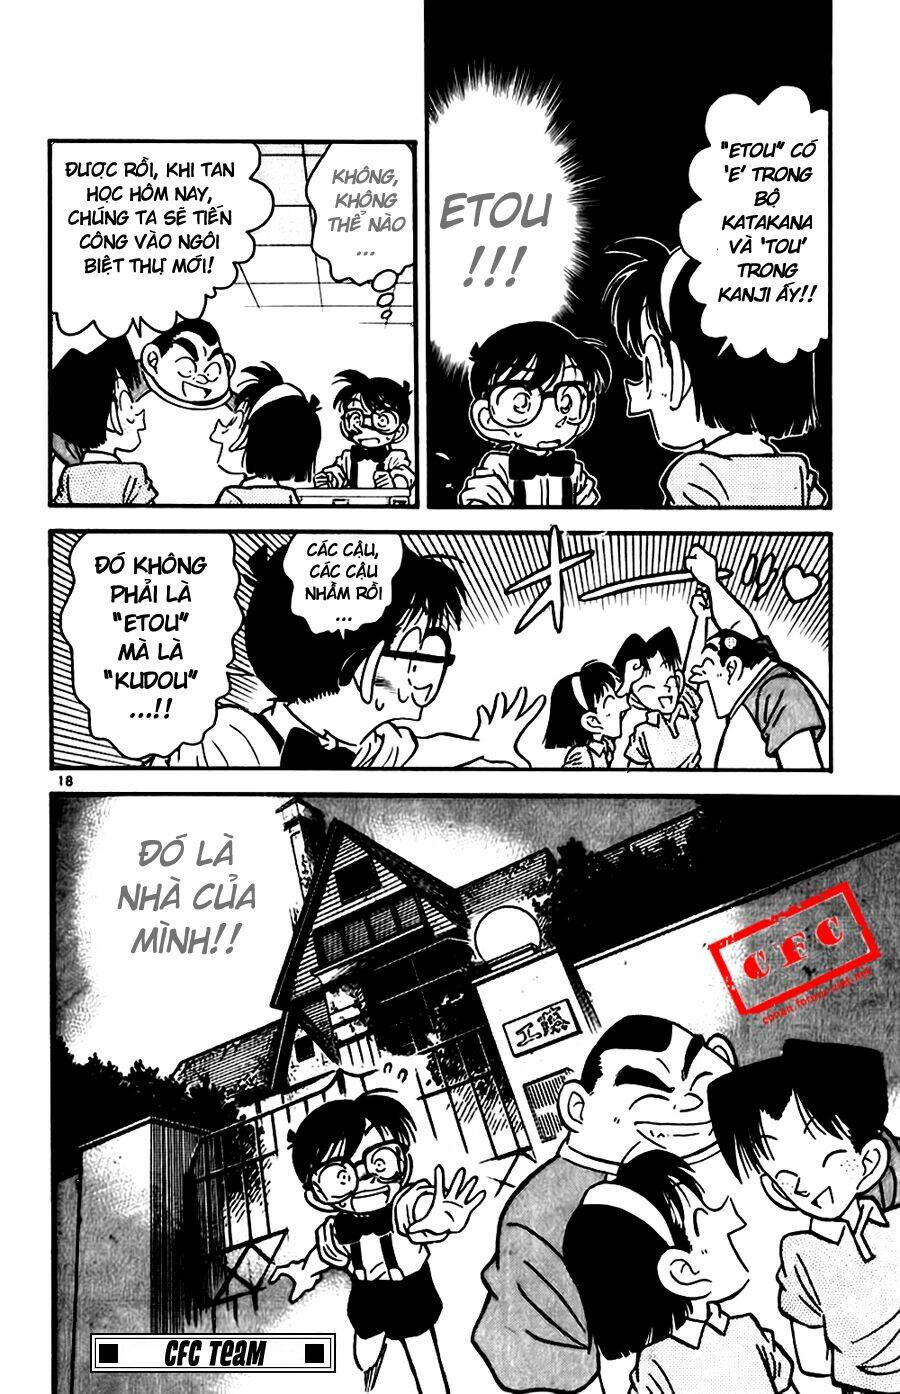 "ETOU" CÓ
'E' TRONG
BỘ
KATAKANA
VÀ 'TOU'
TRONG
KANJI ẤY!!
ETOU
!!!
ĐƯỢC RỒI, KHI TAN
HỌC HÔM NAY,
CHÚNG TA SẼ TIẾN
CÔNG VÀO NGÔI
BIỆT THỰ MỚI!
KHÔNG,
KHÔNG
THỂ NÀO
...
CÁC CẬU,
CÁC CẬU
NHẦM RỒI
...
ĐÓ KHÔNG
PHẢI LÀ
"ETOU"
MÀ LÀ
"KUDOU"
...!!
オー
18
ĐÓ LÀ
NHÀ CỦA
MÌNH!!
工藤
CFC
CFC TEAM